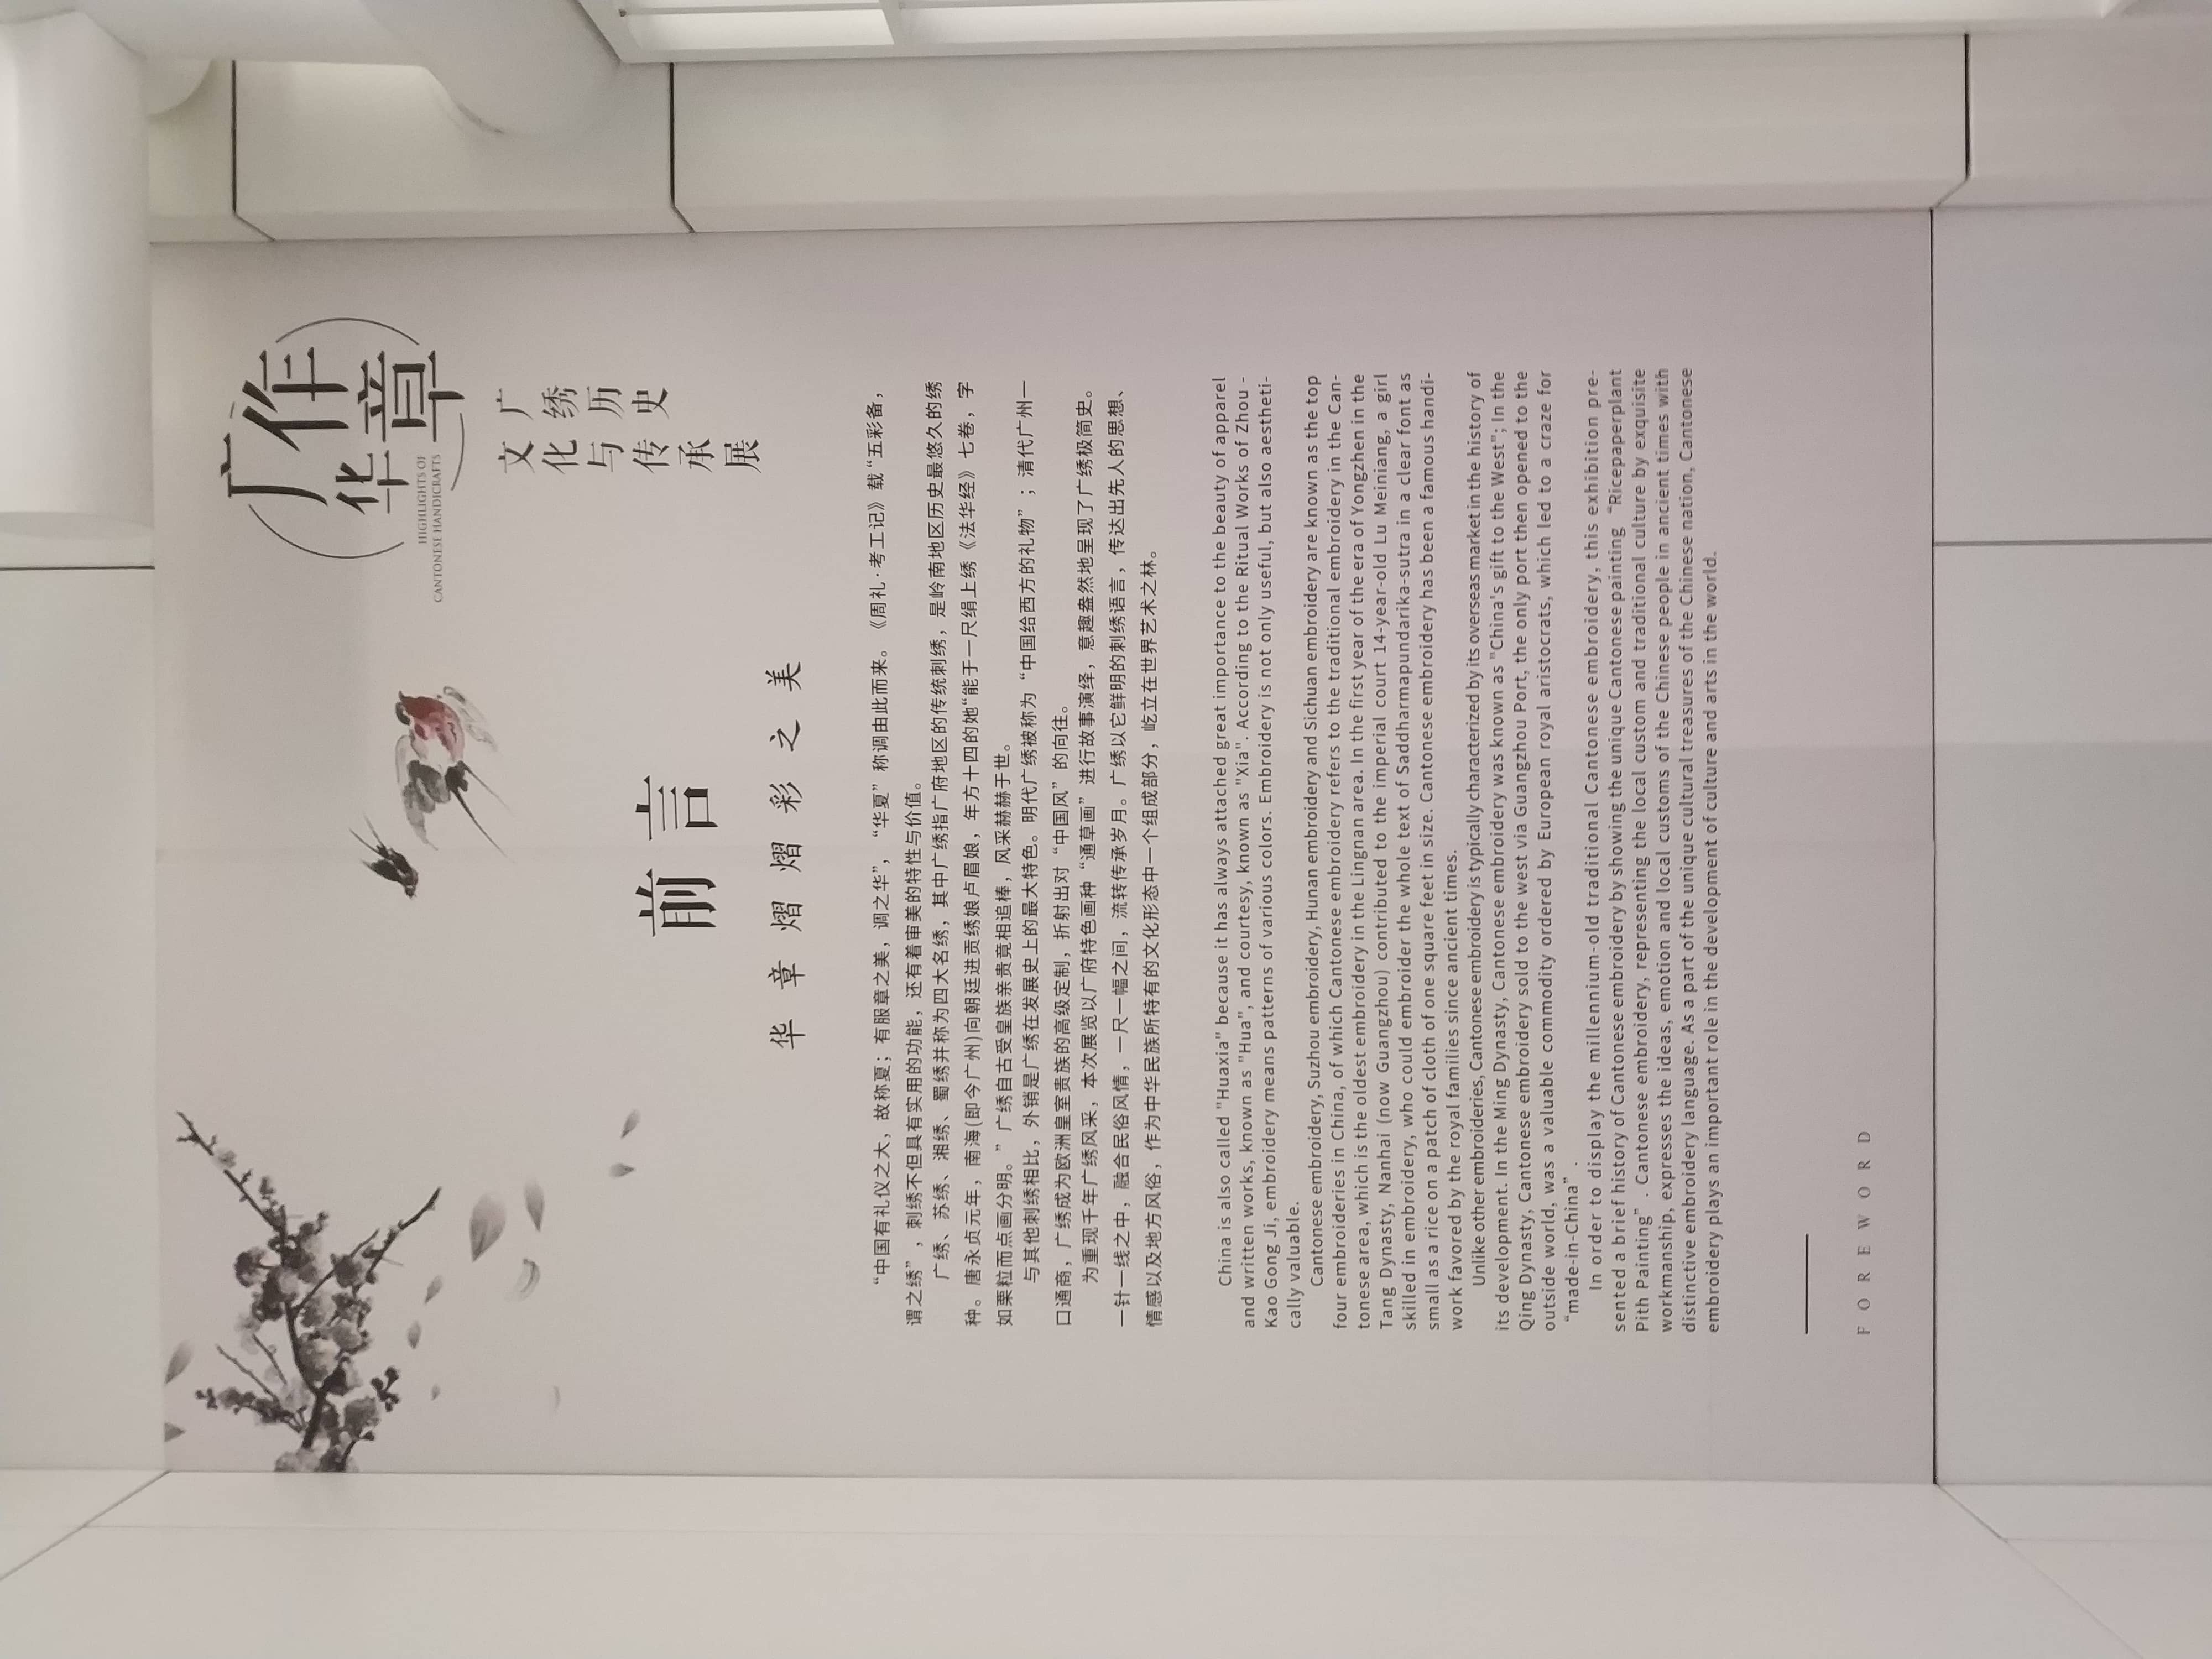 广作
华章
HIGHLIGHTS OF
CANTONESE HANDICRAFTS
广绣历史
文化与传承展
前言
华章熠熠彩之美
“中国有礼仪之大，故称夏；有服章之美，调之华”，“华夏”称调由此而来。《周礼·考工记》载“五彩备，
谓之绣”，刺绣不但具有实用的功能，还有着审美的特性与价值。
广绣、苏绣、湘绣、蜀绣并称为四大名绣，其中广绣指广府地区的传统刺绣，是岭南地区历史最悠久的绣
种。唐永贞元年，南海(即今广州)向朝廷进贡绣娘卢眉娘，年方十四的她“能于一尺绢上绣《法华经》七卷，字
如栗粒而点画分明。”广绣自古受皇族亲贵竟相追棒，风采赫赫于世。
与其他刺绣相比，外销是广绣在发展史上的最大特色。明代广绣被称为“中国给西方的礼物”；清代广州一
口通商，广绣成为欧洲皇室贵族的高级定制，折射出对“中国风”的向往。
为重现千年广绣风采，本次展览以广府特色画种“通草画”进行故事演绎，意趣盎然地呈现了广绣极简史。
一针一线之中，融合民俗风情，一尺一幅之间，流转传承岁月。广绣以它鲜明的刺绣语言，传达出先人的思想、
情感以及地方风俗，作为中华民族所特有的文化形态中一个组成部分，屹立在世界艺术之林。
China is also called "Huaxia" because it has always attached great importance to the beauty of apparel
and written works, known as "Hua", and courtesy, known as "Xia". According to the Ritual Works of Zhou -
Kao Gong Ji, embroidery means patterns of various colors. Embroidery is not only useful, but also aestheti-
cally valuable.
Cantonese embroidery, Suzhou embroidery, Hunan embroidery and Sichuan embroidery are known as the top
four embroideries in China, of which Cantonese embroidery refers to the traditional embroidery in the Can-
tonese area, which is the oldest embroidery in the Lingnan area. In the first year of the era of Yongzhen in the
Tang Dynasty, Nanhai (now Guangzhou) contributed to the imperial court 14-year-old Lu Meiniang, a girl
skilled in embroidery, who could embroider the whole text of Saddharmapundarika-sutra in a clear font as
small as a rice on a patch of cloth of one square feet in size. Cantonese embroidery has been a famous handi-
work favored by the royal families since ancient times.
Unlike other embroideries, Cantonese embroidery is typically characterized by its overseas market in the history of
its development. In the Ming Dynasty, Cantonese embroidery was known as "China's gift to the West"; In the
Qing Dynasty, Cantonese embroidery sold to the west via Guangzhou Port, the only port then opened to the
outside world, was a valuable commodity ordered by European royal aristocrats, which led to a craze for
“made-in-China”.
In order to display the millennium-old traditional Cantonese embroidery, this exhibition pre-
sented a brief history of Cantonese embroidery by showing the unique Cantonese painting “Ricepaperplant
Pith Painting”. Cantonese embroidery, representing the local custom and traditional culture by exquisite
workmanship, expresses the ideas, emotion and local customs of the Chinese people in ancient times with
distinctive embroidery language. As a part of the unique cultural treasures of the Chinese nation, Cantonese
embroidery plays an important role in the development of culture and arts in the world.
FOREWORD